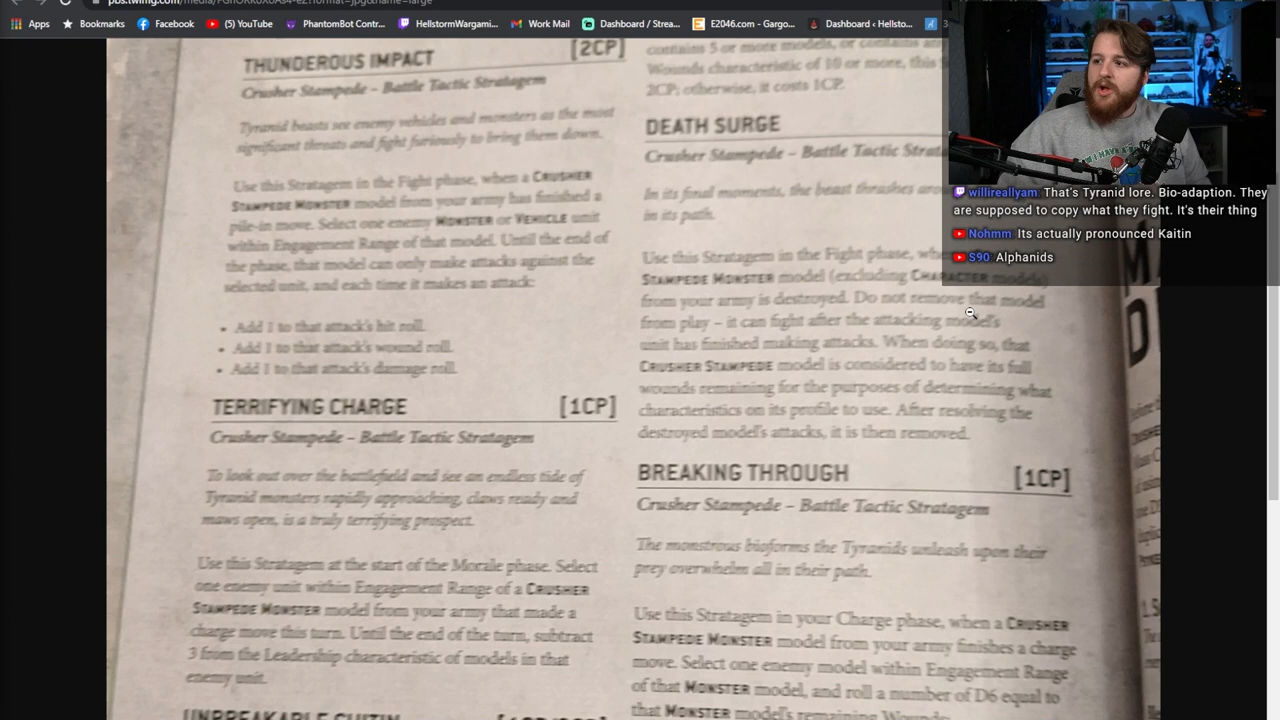 pbs.twimg.com/media/
Apps
Bookmarks
Facebook
(5) YouTube
PhantomBot Contr...
Hellstormwargami...
Work Mail
Dashboard / Strea...
E2046.com - Gargo...
Dashboard < Hellsto...
THUNDEROUS IMPACT [2CP]
Crusher Stampede – Battle Tactic Stratagem
Tyranid beasts see enemy vehicles and monsters as the most
significant threats and fight furiously to bring them down.
Use this Stratagem in the Fight phase, when a CRUSHER
STAMPEDE MONSTER model from your army has finished a
pile-in move. Select one enemy MONSTER or VEHICLE unit
within Engagement Range of that model. Until the end of
the phase, that model can only make attacks against the
selected unit, and each time it makes an attack:
• Add 1 to that attack's hit roll.
• Add 1 to that attack's wound roll.
• Add 1 to that attack's damage roll.
TERRIFYING CHARGE [1CP]
Crusher Stampede – Battle Tactic Stratagem
To look out over the battlefield and see an endless tide of
Tyranid monsters rapidly approaching, claws ready and
maws open, is a truly terrifying prospect.
Use this Stratagem at the start of the Morale phase. Select
one enemy unit within Engagement Range of a CRUSHER
STAMPEDE MONSTER model from your army that made a
charge move this turn. Until the end of the turn, subtract
3 from the Leadership characteristic of models in that
enemy unit.
UNBREAKABLE CHITIN
contains 5 or more models, or contains
Wounds characteristic of 10 or more, this
2CP; otherwise, it costs 1CP.
DEATH SURGE
Crusher Stampede – Battle Tactic
In its final moments, the beast thrashes
in its path.
Use this Stratagem in the Fight phase,
STAMPEDE MONSTER model (excluding CHARACTER models)
from your army is destroyed. Do not remove that model
from play – it can fight after the attacking model's
unit has finished making attacks. When doing so, that
CRUSHER STAMPEDE model is considered to have its full
wounds remaining for the purposes of determining what
characteristics on its profile to use. After resolving the
destroyed model's attacks, it is then removed.
BREAKING THROUGH [1CP]
Crusher Stampede – Battle Tactic Stratagem
The monstrous bioforms the Tyranids unleash upon their
prey overwhelm all in their path.
Use this Stratagem in your Charge phase, when a CRUSHER
STAMPEDE MONSTER model from your army finishes a charge
move. Select one enemy model within Engagement Range
of that MONSTER model, and roll a number of D6 equal to
that MONSTER model's remaining Wounds
willireallyam: That's Tyranid lore. Bio-adaption. They
are supposed to copy what they fight. It's their thing
Nohmm: Its actually pronounced Kaitin
S90: Alphanids